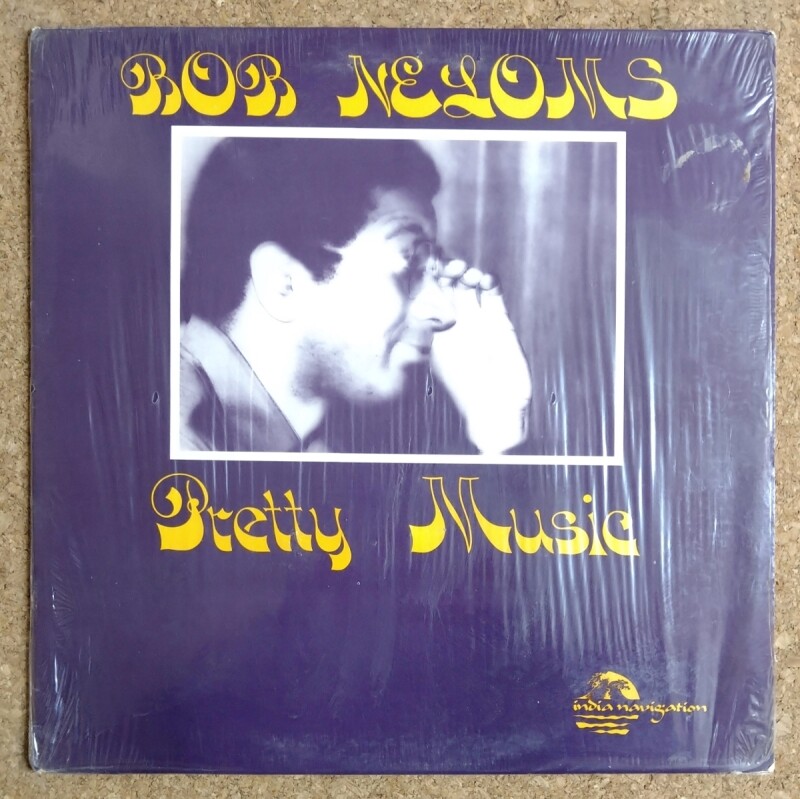 BOB NELOMS
Pretty Music
india navigation